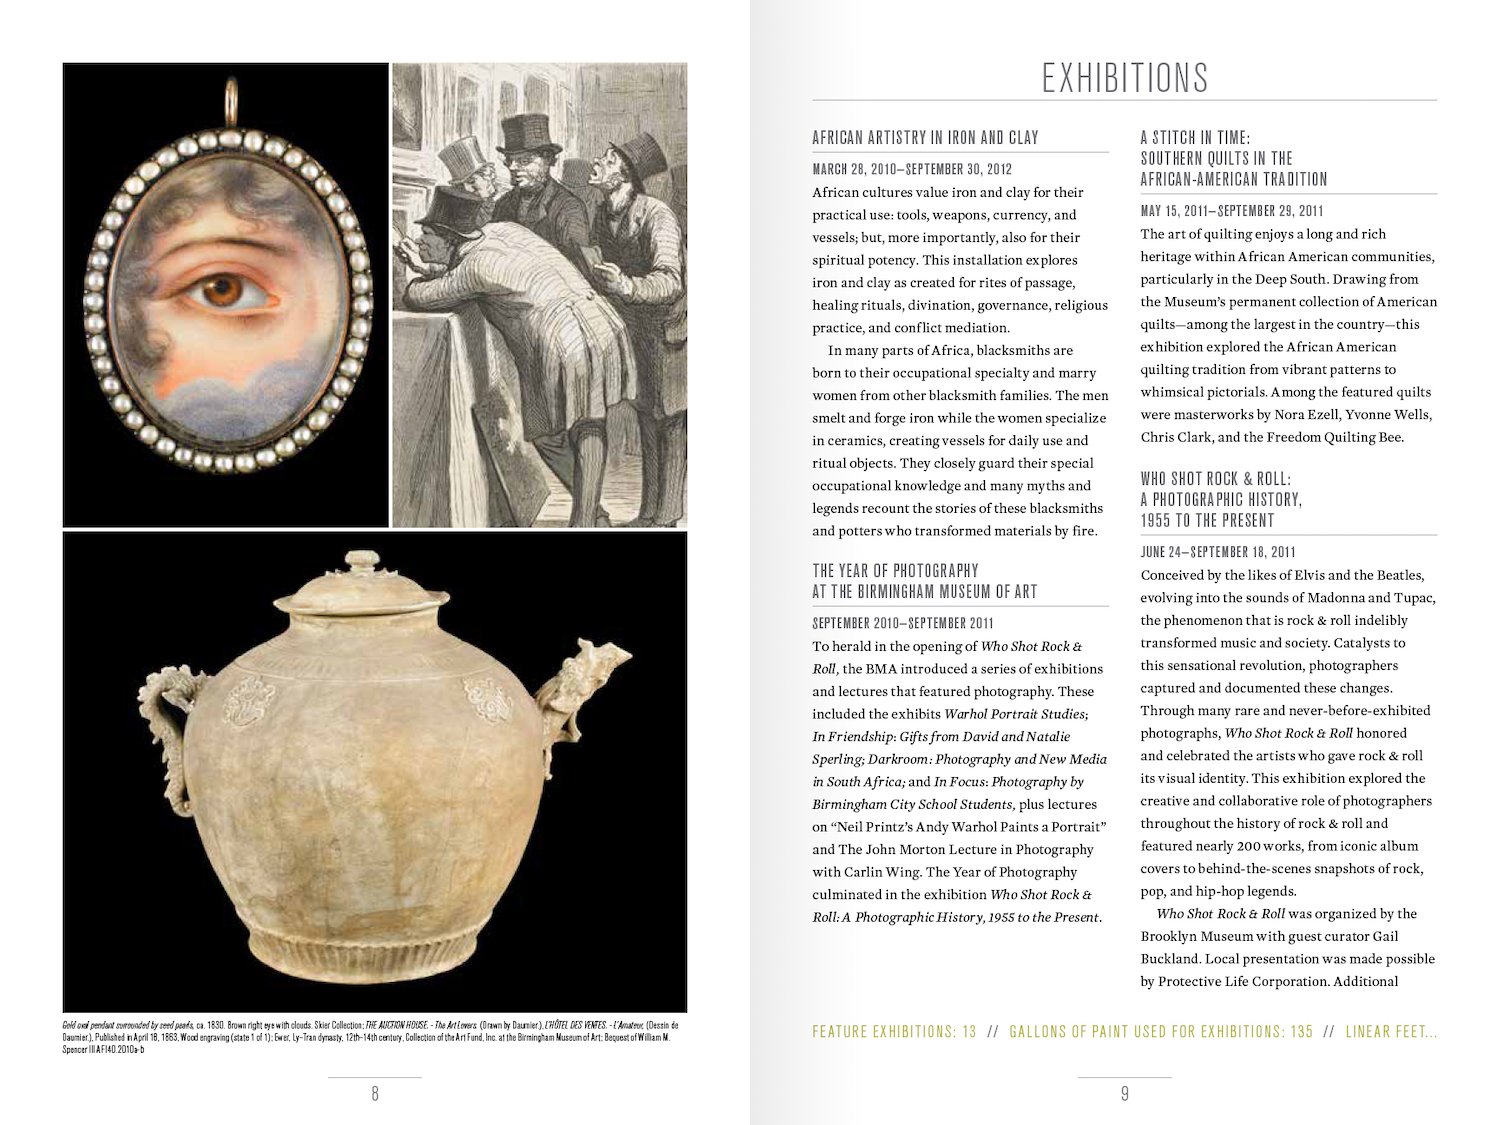 Gold oval pendant surrounded by seed pearls, ca. 1830. Brown right eye with clouds. Skier Collection; THE AUCTION HOUSE. - The Art Lovers. (Drawn by Daumier.), L'HÔTEL DES VENTES. - L'Amateur, (Dessin de
Daumier.), Published in April 18, 1863, Wood engraving (state 1 of 1); Ewer, Ly-Tran dynasty, 12th-14th century, Collection of the Art Fund, Inc. at the Birmingham Museum of Art; Bequest of William M.
Spencer III AFI40.2010a-b
8
EXHIBITIONS
AFRICAN ARTISTRY IN IRON AND CLAY
MARCH 28, 2010–SEPTEMBER 30, 2012
African cultures value iron and clay for their
practical use: tools, weapons, currency, and
vessels; but, more importantly, also for their
spiritual potency. This installation explores
iron and clay as created for rites of passage,
healing rituals, divination, governance, religious
practice, and conflict mediation.
In many parts of Africa, blacksmiths are
born to their occupational specialty and marry
women from other blacksmith families. The men
smelt and forge iron while the women specialize
in ceramics, creating vessels for daily use and
ritual objects. They closely guard their special
occupational knowledge and many myths and
legends recount the stories of these blacksmiths
and potters who transformed materials by fire.
THE YEAR OF PHOTOGRAPHY
AT THE BIRMINGHAM MUSEUM OF ART
SEPTEMBER 2010–SEPTEMBER 2011
To herald in the opening of Who Shot Rock &
Roll, the BMA introduced a series of exhibitions
and lectures that featured photography. These
included the exhibits Warhol Portrait Studies;
In Friendship: Gifts from David and Natalie
Sperling; Darkroom: Photography and New Media
in South Africa; and In Focus: Photography by
Birmingham City School Students, plus lectures
on “Neil Printz’s Andy Warhol Paints a Portrait”
and The John Morton Lecture in Photography
with Carlin Wing. The Year of Photography
culminated in the exhibition Who Shot Rock &
Roll: A Photographic History, 1955 to the Present.
A STITCH IN TIME:
SOUTHERN QUILTS IN THE
AFRICAN-AMERICAN TRADITION
MAY 15, 2011–SEPTEMBER 29, 2011
The art of quilting enjoys a long and rich
heritage within African American communities,
particularly in the Deep South. Drawing from
the Museum’s permanent collection of American
quilts—among the largest in the country—this
exhibition explored the African American
quilting tradition from vibrant patterns to
whimsical pictorials. Among the featured quilts
were masterworks by Nora Ezell, Yvonne Wells,
Chris Clark, and the Freedom Quilting Bee.
WHO SHOT ROCK & ROLL:
A PHOTOGRAPHIC HISTORY,
1955 TO THE PRESENT
JUNE 24–SEPTEMBER 18, 2011
Conceived by the likes of Elvis and the Beatles,
evolving into the sounds of Madonna and Tupac,
the phenomenon that is rock & roll indelibly
transformed music and society. Catalysts to
this sensational revolution, photographers
captured and documented these changes.
Through many rare and never-before-exhibited
photographs, Who Shot Rock & Roll honored
and celebrated the artists who gave rock & roll
its visual identity. This exhibition explored the
creative and collaborative role of photographers
throughout the history of rock & roll and
featured nearly 200 works, from iconic album
covers to behind-the-scenes snapshots of rock,
pop, and hip-hop legends.
Who Shot Rock & Roll was organized by the
Brooklyn Museum with guest curator Gail
Buckland. Local presentation was made possible
by Protective Life Corporation. Additional
FEATURE EXHIBITIONS: 13 // GALLONS OF PAINT USED FOR EXHIBITIONS: 135 // LINEAR FEET...
9